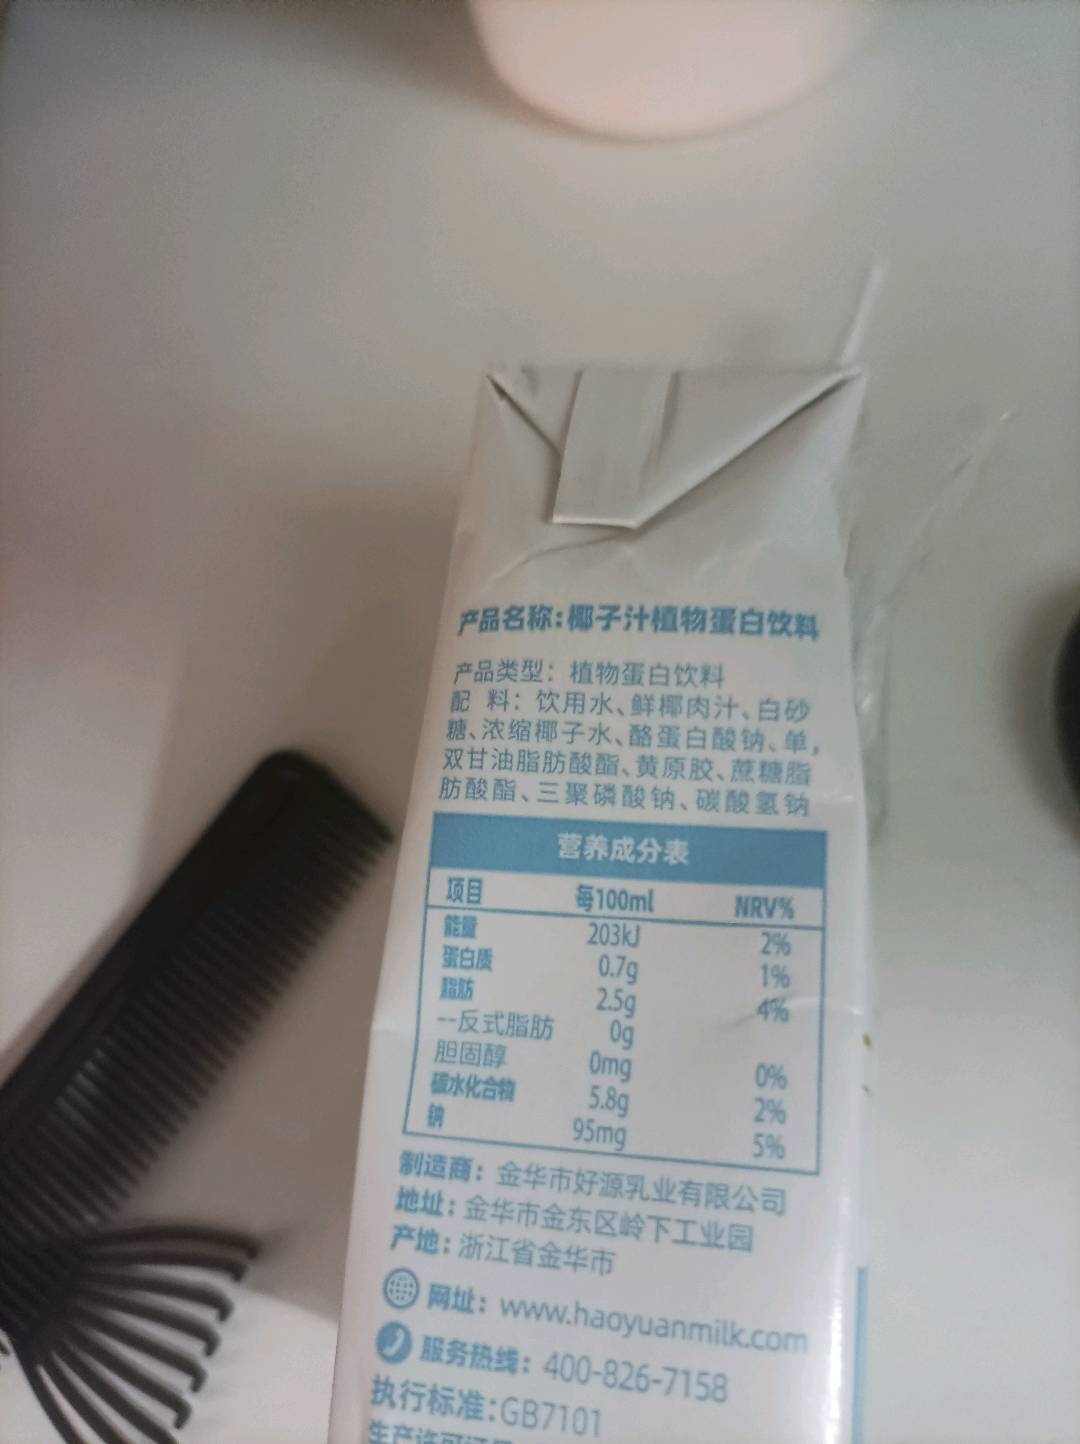 产品名称:椰子汁植物蛋白饮料
产品类型：植物蛋白饮料
配 料：饮用水、鲜椰肉汁、白砂
糖、浓缩椰子水、酪蛋白酸钠、单，
双甘油脂肪酸酯、黄原胶、蔗糖脂
肪酸酯、三聚磷酸钠、碳酸氢钠
营养成分表
项目 每100ml NRV%
能量 203kJ 2%
蛋白质 0.7g 1%
脂肪 2.5g 4%
--反式脂肪 0g
胆固醇 0mg 0%
碳水化合物 5.8g 2%
钠 95mg 5%
制造商：金华市好源乳业有限公司
地址：金华市金东区岭下工业园
产地：浙江省金华市
网址：www.haoyuanmilk.com
服务热线：400-826-7158
执行标准:GB7101
生产许可证